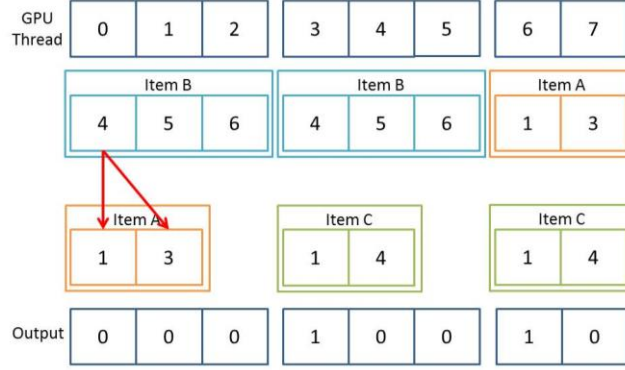 GPU Thread 0 1 2 3 4 5 6 7
Item B Item B Item A
4 5 6 4 5 6 1 3
Item A Item C Item C
1 3 1 4 1 4
Output 0 0 0 1 0 0 1 0